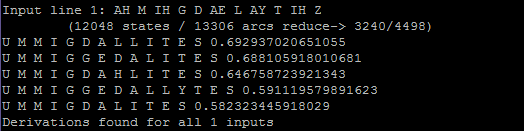 Input line 1: AH M IH G D AE L AY T IH Z
(12048 states / 13306 arcs reduce-> 3240/4498)
U M M I G D A L L I T E S 0.692937020651055
U M M I G G E D A L I T E S 0.688105918010681
U M M I G D A H L I T E S 0.646758723921343
U M M I G G E D A L L Y T E S 0.591119579891623
U M M I G D A L I T E S 0.582323445918029
Derivations found for all 1 inputs